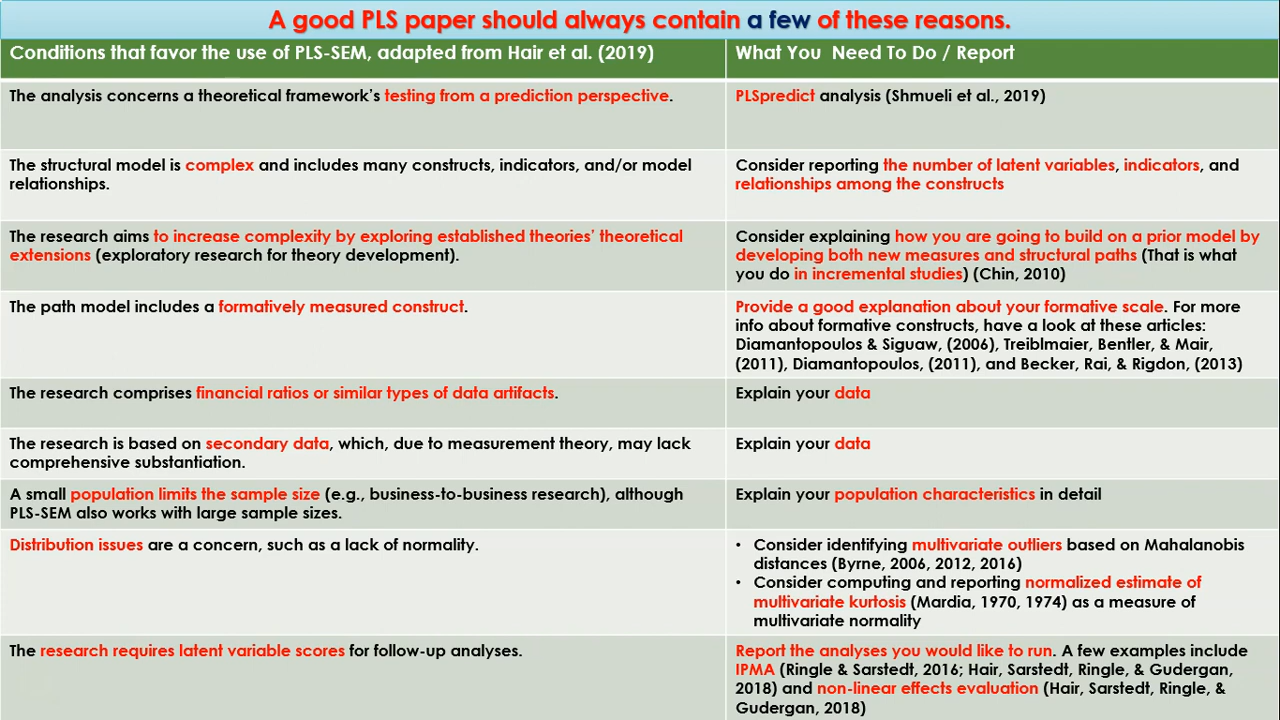 A good PLS paper should always contain a few of these reasons.
Conditions that favor the use of PLS-SEM, adapted from Hair et al. (2019)
What You Need To Do / Report
The analysis concerns a theoretical framework's testing from a prediction perspective.
PLSpredict analysis (Shmueli et al., 2019)
The structural model is complex and includes many constructs, indicators, and/or model
relationships.
Consider reporting the number of latent variables, indicators, and
relationships among the constructs
The research aims to increase complexity by exploring established theories' theoretical
extensions (exploratory research for theory development).
Consider explaining how you are going to build on a prior model by
developing both new measures and structural paths (That is what
you do in incremental studies) (Chin, 2010)
The path model includes a formatively measured construct.
Provide a good explanation about your formative scale. For more
info about formative constructs, have a look at these articles:
Diamantopoulos & Siguaw, (2006), Treiblmaier, Bentler, & Mair,
(2011), Diamantopoulos, (2011), and Becker, Rai, & Rigdon, (2013)
The research comprises financial ratios or similar types of data artifacts.
Explain your data
The research is based on secondary data, which, due to measurement theory, may lack
comprehensive substantiation.
Explain your data
A small population limits the sample size (e.g., business-to-business research), although
PLS-SEM also works with large sample sizes.
Explain your population characteristics in detail
Distribution issues are a concern, such as a lack of normality.
• Consider identifying multivariate outliers based on Mahalanobis
distances (Byrne, 2006, 2012, 2016)
• Consider computing and reporting normalized estimate of
multivariate kurtosis (Mardia, 1970, 1974) as a measure of
multivariate normality
The research requires latent variable scores for follow-up analyses.
Report the analyses you would like to run. A few examples include
IPMA (Ringle & Sarstedt, 2016; Hair, Sarstedt, Ringle, & Gudergan,
2018) and non-linear effects evaluation (Hair, Sarstedt, Ringle, &
Gudergan, 2018)